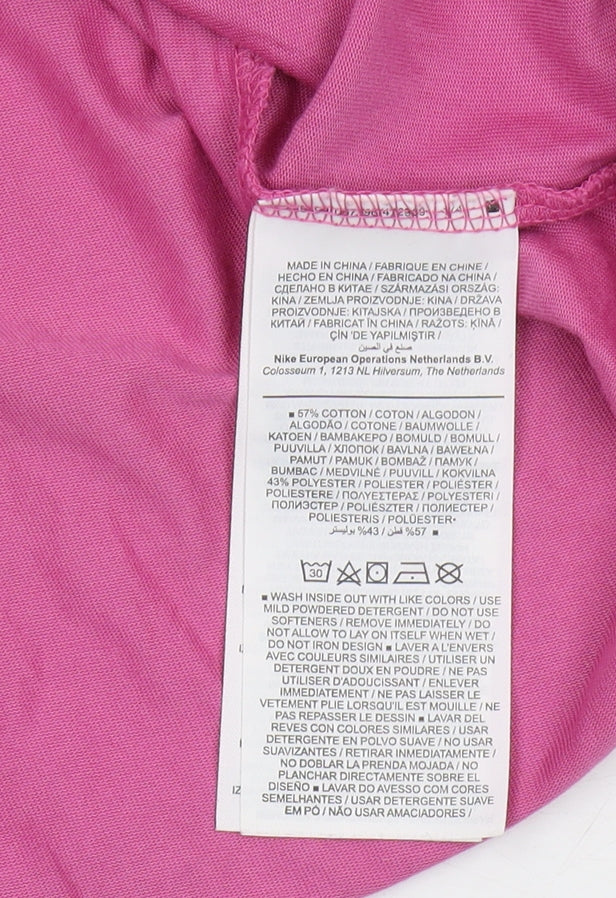 MADE IN CHINA / FABRIQUE EN CHINE /
HECHO EN CHINA / FABRICADO NA CHINA /
СДЕЛАНО В КИТАЕ / SZÁRMAZÁSI ORSZÁG:
KINA / ZEMLJA PROIZVODNJE: KINA / DRŽAVA
PROIZVODNJE: KITAJSKA / ПРОИЗВЕДЕНО В
КИТАЙ / FABRICAT ÎN CHINA / RAŽOTS: ĶĪNĀ /
ÇİN 'DE YAPILMIŞTIR /
صنع في الصين
Nike European Operations Netherlands B.V.
Colosseum 1, 1213 NL Hilversum, The Netherlands
■ 57% COTTON / COTON / ALGODON /
ALGODÃO / COTONE / BAUMWOLLE /
KATOEN / ΒΑΜΒΑΚΕΡΟ / BOMULD / BOMULL /
PUUVILLA / ХЛОПОК / BAVLNA / BAWEŁNA /
PAMUT / PAMUK / BOMBAŽ / ПАМУК /
BUMBAC / MEDVILNĖ / PUUVILL / KOKVILNA
43% POLYESTER / POLIESTER / POLIÉSTER /
POLIESTERE / ΠΟΛΥΕΣΤΕΡΑΣ / POLYESTERI /
ПОЛИЭСТЕР / POLIÉSZTER / ПОЛИЕСТЕР /
POLIESTERIS / POLÜESTER•
■ 57% قطن / 43% بوليستر
30
■ WASH INSIDE OUT WITH LIKE COLORS / USE
MILD POWDERED DETERGENT / DO NOT USE
SOFTENERS / REMOVE IMMEDIATELY / DO
NOT ALLOW TO LAY ON ITSELF WHEN WET /
DO NOT IRON DESIGN ■ LAVER A L'ENVERS
AVEC COULEURS SIMILAIRES / UTILISER UN
DETERGENT DOUX EN POUDRE / NE PAS
UTILISER D'ADOUCISSANT / ENLEVER
IMMEDIATEMENT / NE PAS LAISSER LE
VETEMENT PLIE LORSQU'IL EST MOUILLE / NE
PAS REPASSER LE DESSIN ■ LAVAR DEL
REVES CON COLORES SIMILARES / USAR
DETERGENTE EN POLVO SUAVE / NO USAR
SUAVIZANTES / RETIRAR INMEDIATAMENTE /
NO DOBLAR LA PRENDA MOJADA / NO
PLANCHAR DIRECTAMENTE SOBRE EL
DISEÑO ■ LAVAR DO AVESSO COM CORES
SEMELHANTES / USAR DETERGENTE SUAVE
EM PÓ / NÃO USAR AMACIADORES /